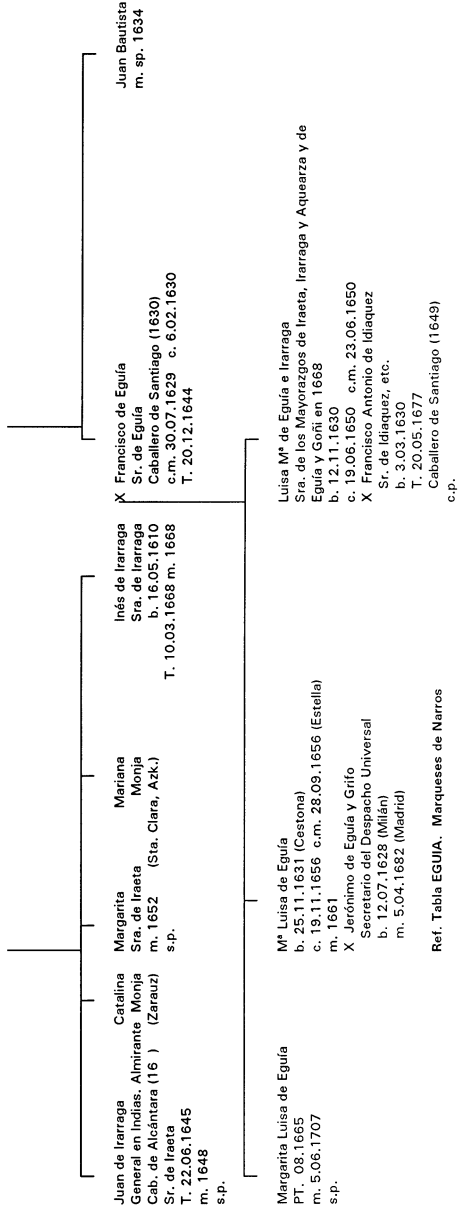 Juan de Irarraga
General en Indias. Almirante
Cab. de Alcántara (16 )
Sr. de Iraeta
T. 22.06.1645
m. 1648
s.p.
Catalina
Monja
(Zarauz)
Margarita
Sra. de Iraeta
m. 1652
s.p.
Mariana
Monja
(Sta. Clara, Azk.)
Inés de Irarraga
Sra. de Irarraga
b. 16.05.1610
T. 10.03.1668 m. 1668
X Francisco de Eguía
Sr. de Eguía
Caballero de Santiago (1630)
c.m. 30.07.1629 c. 6.02.1630
T. 20.12.1644
Juan Bautista
m. sp. 1634
Margarita Luisa de Eguía
PT. 08.1665
m. 5.06.1707
s.p.
Mª Luisa de Eguía
b. 25.11.1631 (Cestona)
c. 19.11.1656 c.m. 28.09.1656 (Estella)
m. 1661
X Jerónimo de Eguía y Grifo
Secretario del Despacho Universal
b. 12.07.1628 (Milán)
m. 5.04.1682 (Madrid)
Ref. Tabla EGUIA. Marqueses de Narros
Luisa Mª de Eguía e Irarraga
Sra. de los Mayorazgos de Iraeta, Irarraga y Aquearza y de
Eguía y Goñi en 1668
b. 12.11.1630
c. 19.06.1650 c.m. 23.06.1650
X Francisco Antonio de Idiaquez
Sr. de Idiaquez, etc.
b. 3.03.1630
T. 20.05.1677
Caballero de Santiago (1649)
c.p.